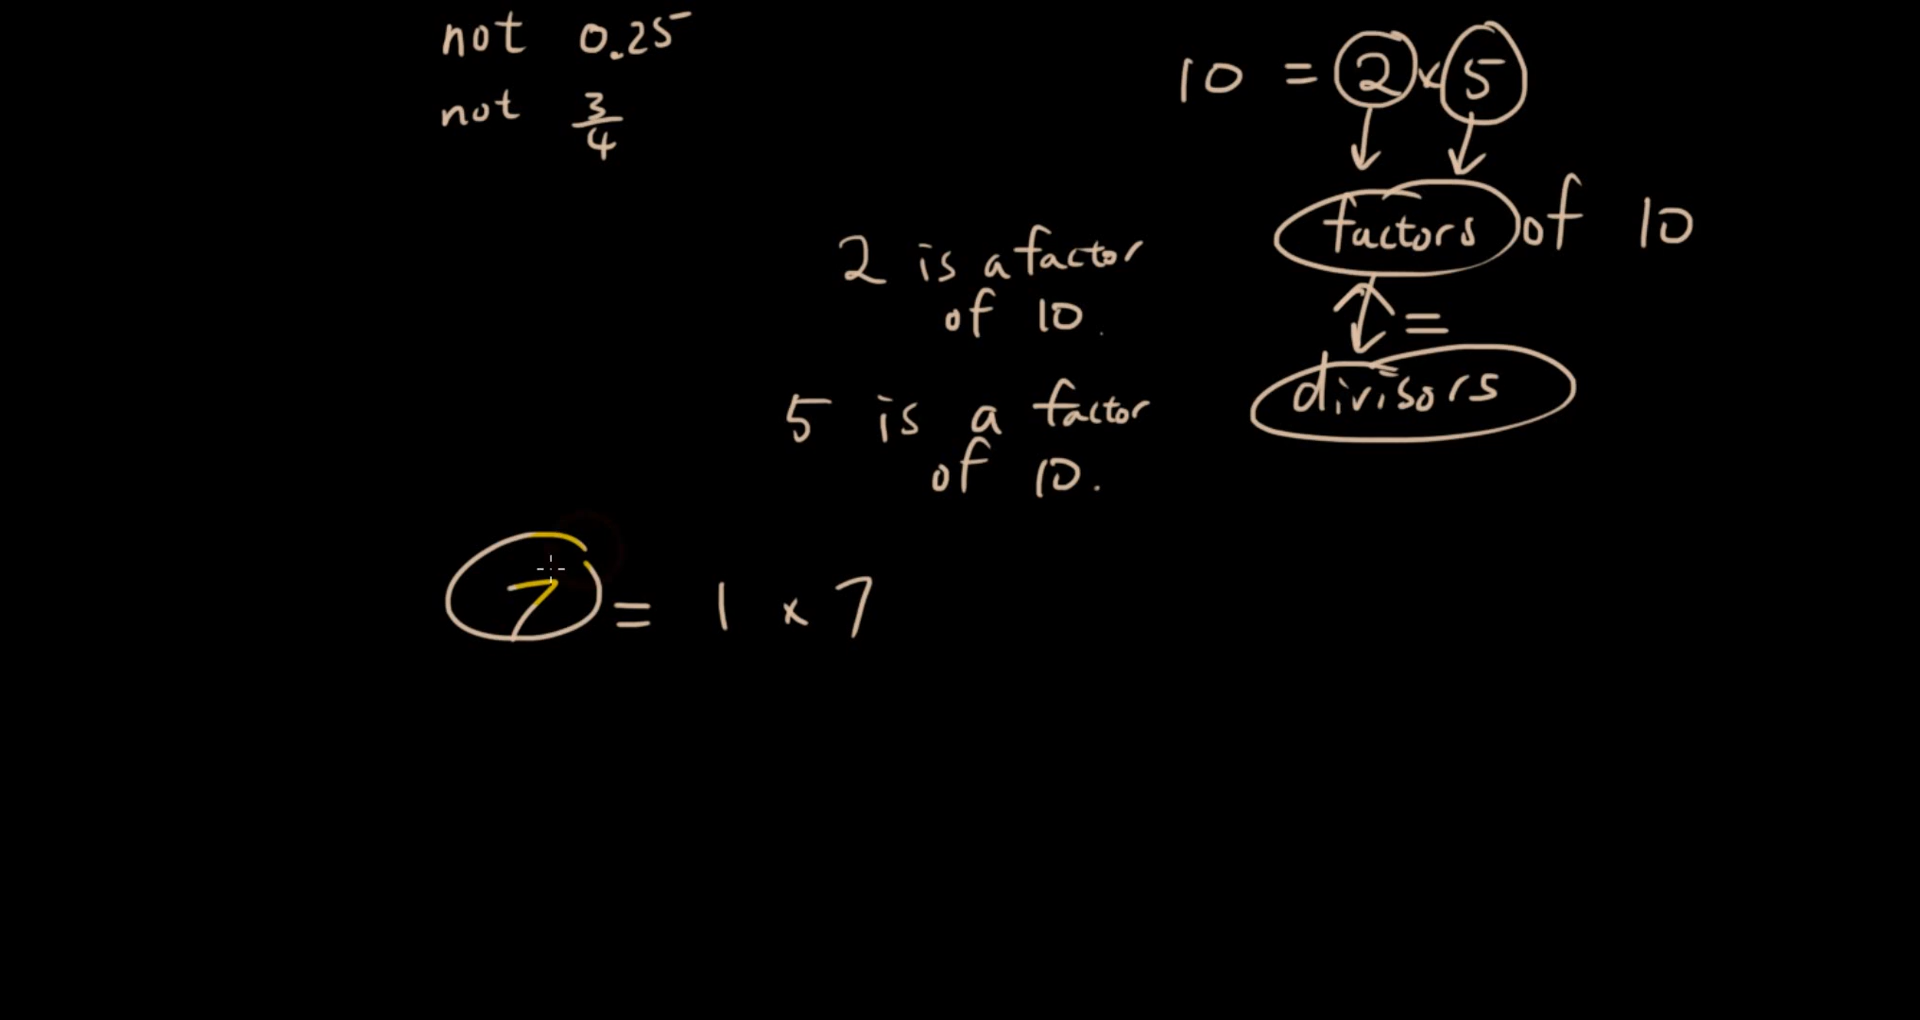 not 0.25
not 3/4
10 = 2 x 5
factors of 10
=
divisors
2 is a factor
of 10.
5 is a factor
of 10.
7 = 1 x 7